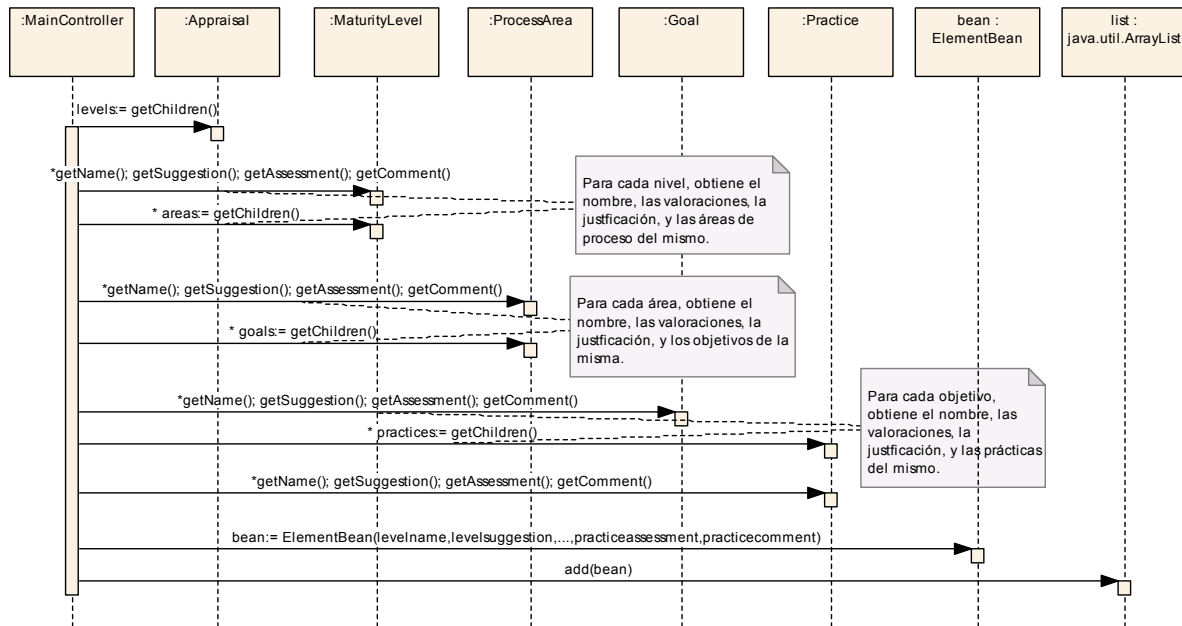 :MainController
:Appraisal
:MaturityLevel
:ProcessArea
:Goal
:Practice
bean :
ElementBean
list :
java.util.ArrayList
levels:= getChildren()
*getName(); getSuggestion(); getAssessment(); getComment()
* areas:= getChildren()
Para cada nivel, obtiene el
nombre, las valoraciones, la
justficación, y las áreas de
proceso del mismo.
*getName(); getSuggestion(); getAssessment(); getComment()
* goals:= getChildren()
Para cada área, obtiene el
nombre, las valoraciones, la
justficación, y los objetivos de la
misma.
*getName(); getSuggestion(); getAssessment(); getComment()
* practices:= getChildren()
Para cada objetivo,
obtiene el nombre, las
valoraciones, la
justficación, y las prácticas
del mismo.
*getName(); getSuggestion(); getAssessment(); getComment()
bean:= ElementBean(levelname,levelsuggestion,...,practiceassessment,practicecomment)
add(bean)